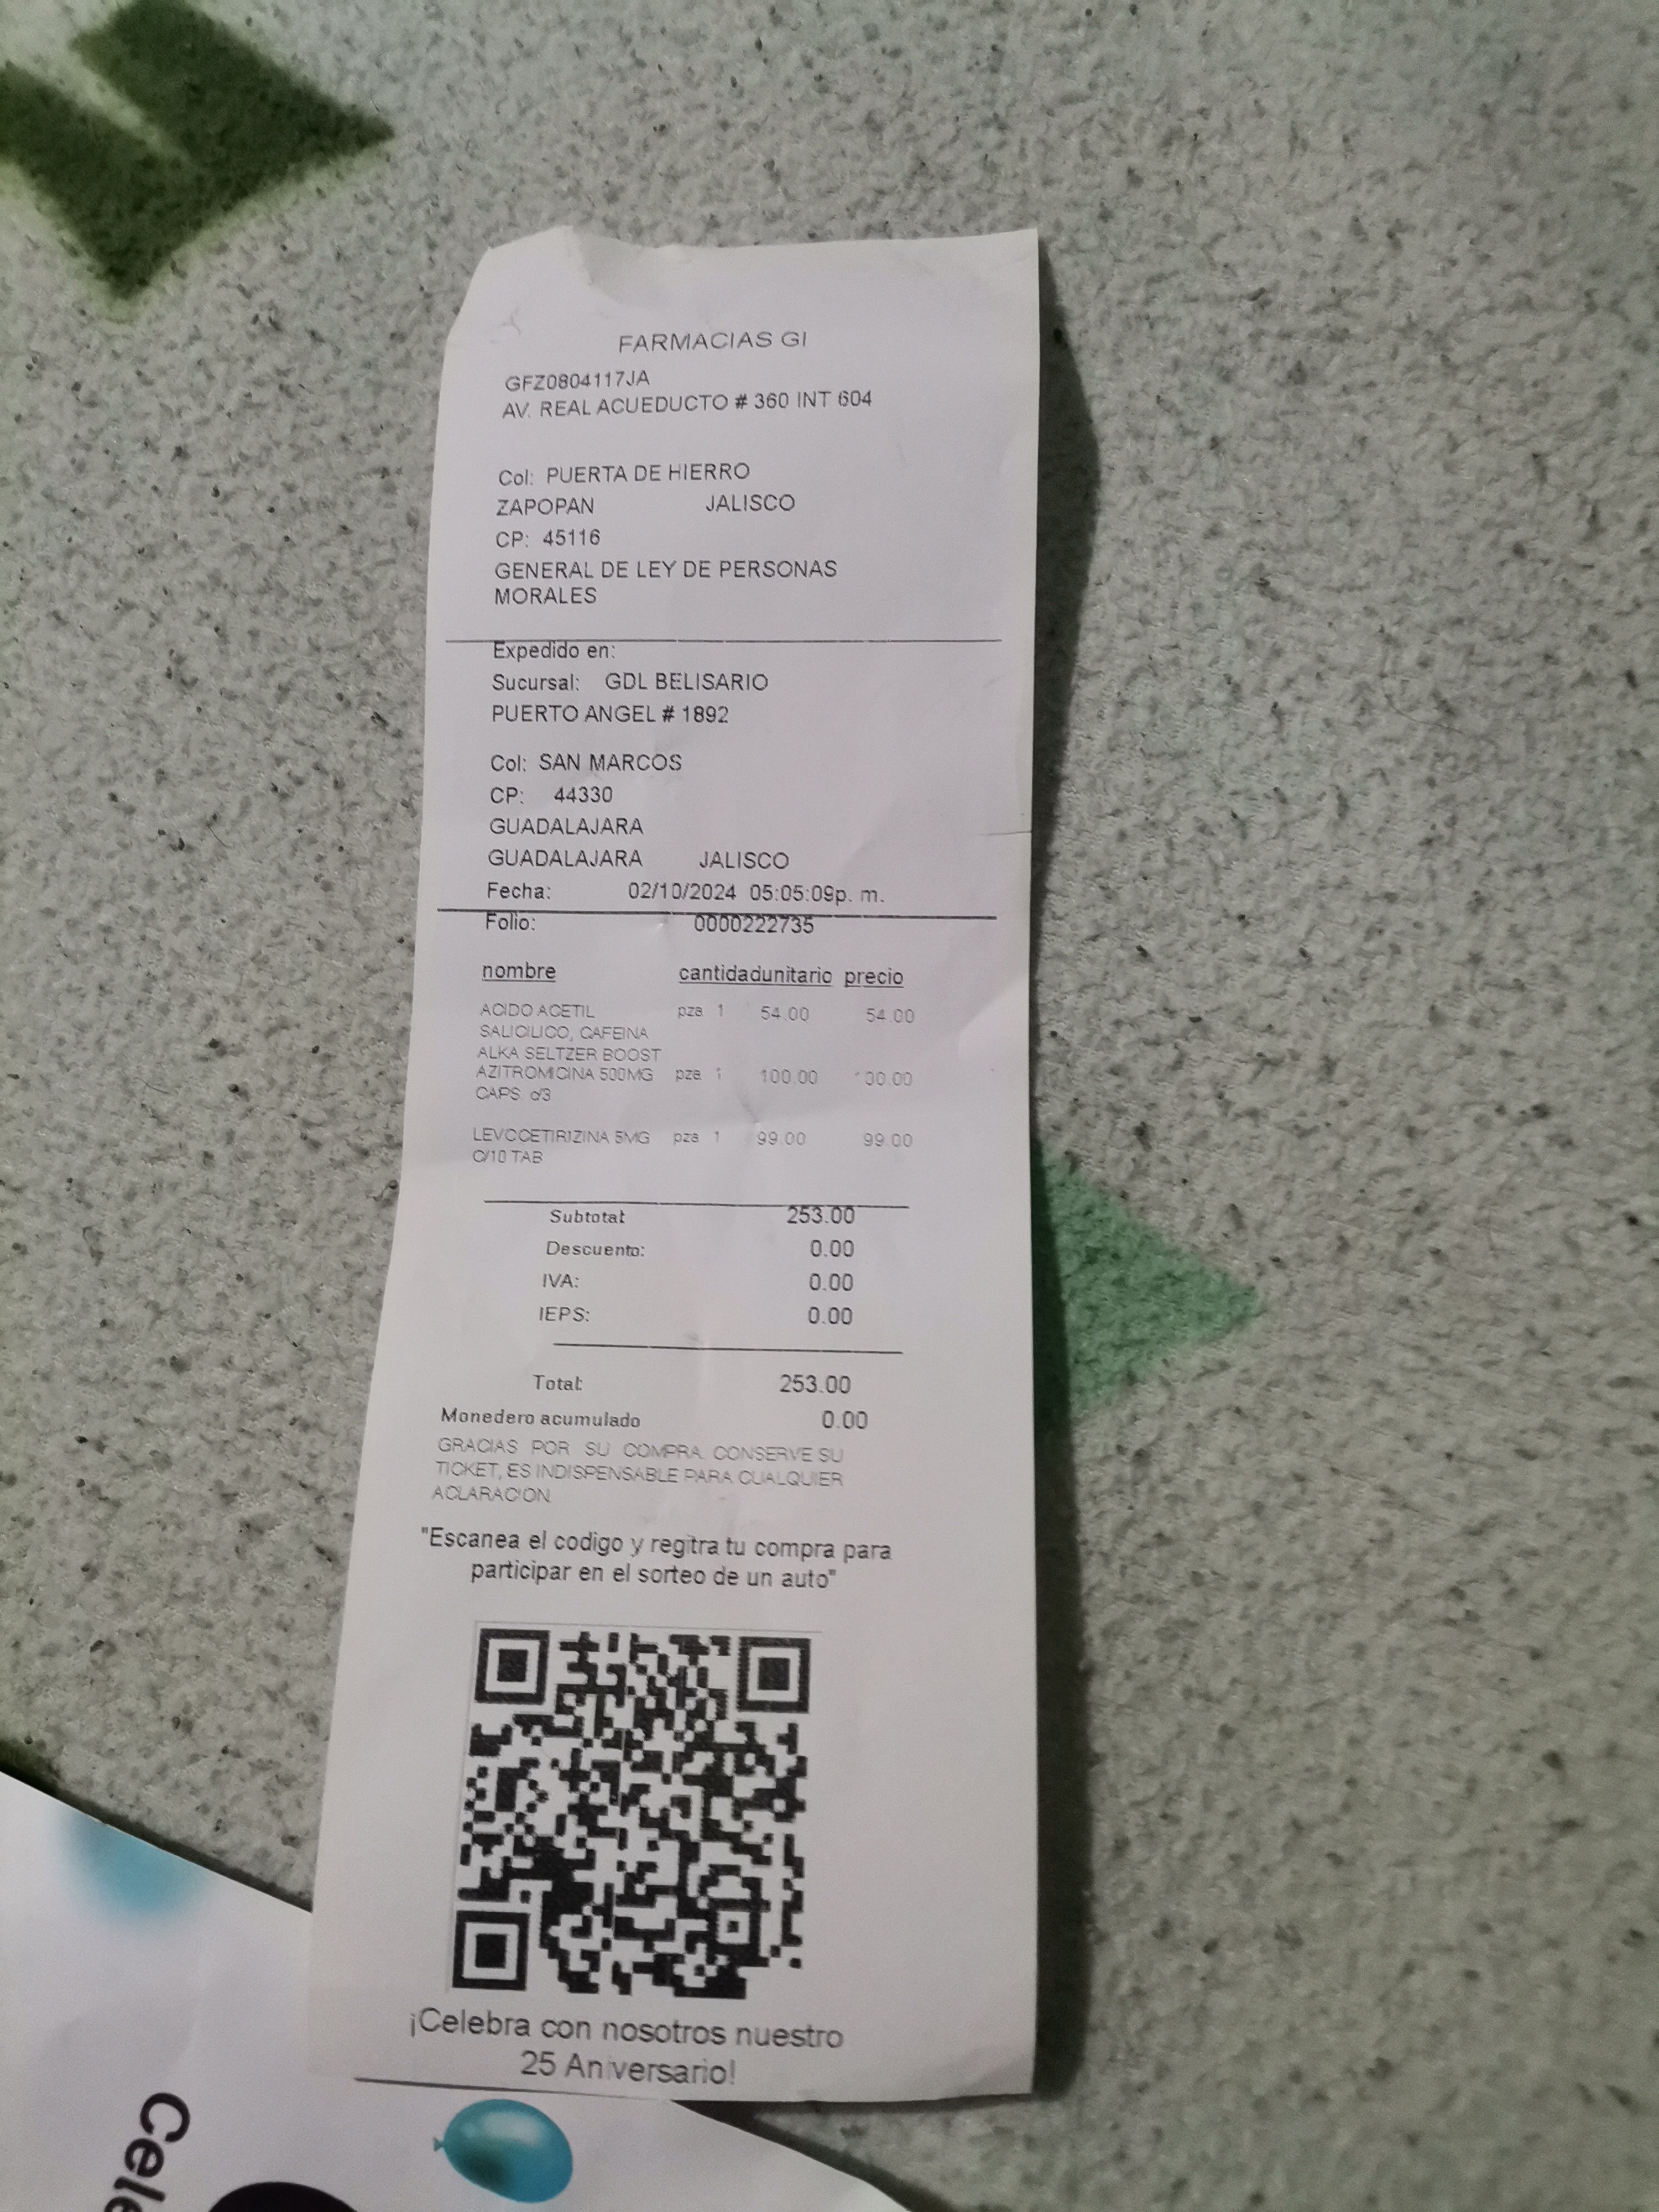 FARMACIAS GI
GFZ0804117JA
AV. REAL ACUEDUCTO # 360 INT 604
Col: PUERTA DE HIERRO
ZAPOPAN JALISCO
CP: 45116
GENERAL DE LEY DE PERSONAS
MORALES
Expedido en:
Sucursal: GDL BELISARIO
PUERTO ANGEL # 1892
Col: SAN MARCOS
CP: 44330
GUADALAJARA
GUADALAJARA JALISCO
Fecha: 02/10/2024 05:05:09p. m.
Folio: 0000222735
nombre cantidadunitario precio
ACIDO ACETIL pza 1 54.00 54.00
SALICILICO, CAFEINA
ALKA SELTZER BOOST
AZITROMICINA 500MG pza 1 100.00 100.00
CAPS. c/3
LEVOCETIRIZINA 5MG pza 1 99.00 99.00
C/10 TAB
Subtotal: 253.00
Descuento: 0.00
IVA: 0.00
IEPS: 0.00
Total: 253.00
Monedero acumulado 0.00
GRACIAS POR SU COMPRA. CONSERVE SU
TICKET, ES INDISPENSABLE PARA CUALQUIER
ACLARACION.
"Escanea el codigo y regitra tu compra para
participar en el sorteo de un auto"
¡Celebra con nosotros nuestro
25 Aniversario!